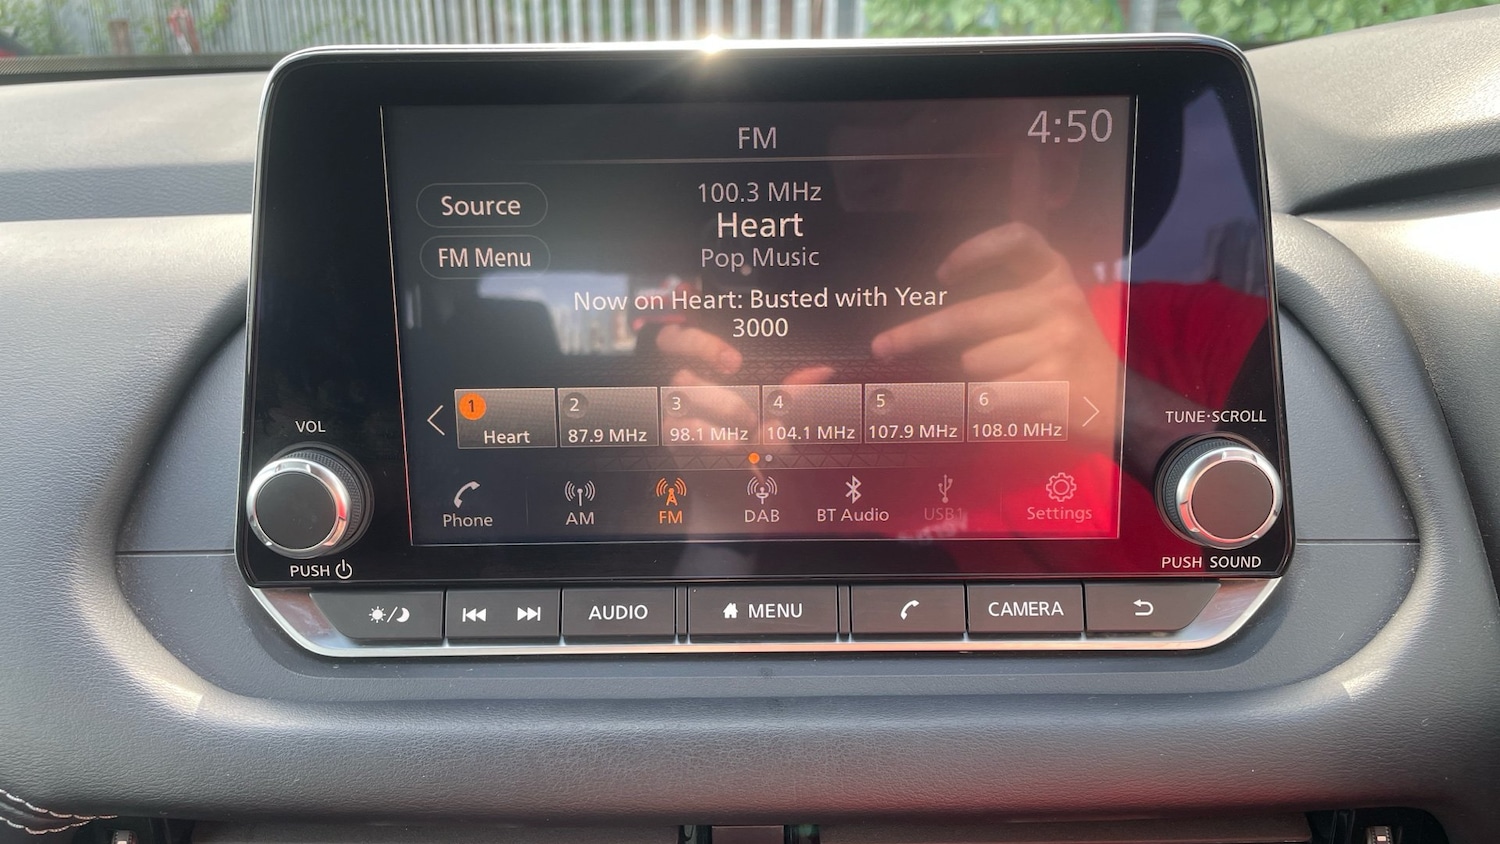 FM
4:50
Source
FM Menu
100.3 MHz
Heart
Pop Music
Now on Heart: Busted with Year
3000
1 Heart
2 87.9 MHz
3 98.1 MHz
4 104.1 MHz
5 107.9 MHz
6 108.0 MHz
Phone
AM
FM
DAB
BT Audio
USB1
Settings
VOL
PUSH
TUNE·SCROLL
PUSH SOUND
AUDIO
MENU
CAMERA